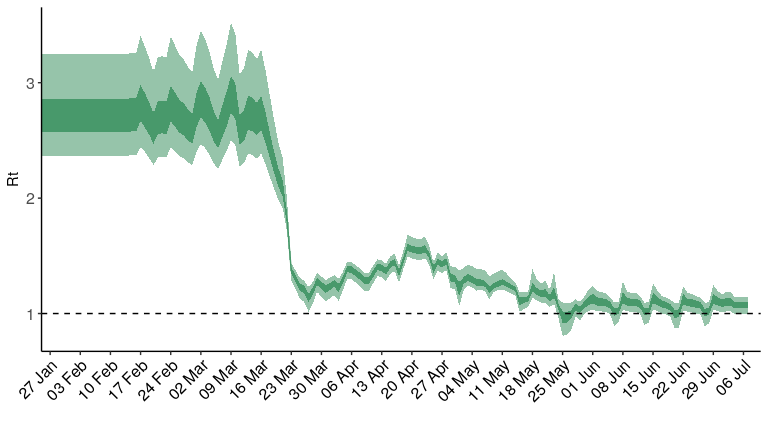 Rt
3
2
1
27 Jan
03 Feb
10 Feb
17 Feb
24 Feb
02 Mar
09 Mar
16 Mar
23 Mar
30 Mar
06 Apr
13 Apr
20 Apr
27 Apr
04 May
11 May
18 May
25 May
01 Jun
08 Jun
15 Jun
22 Jun
29 Jun
06 Jul